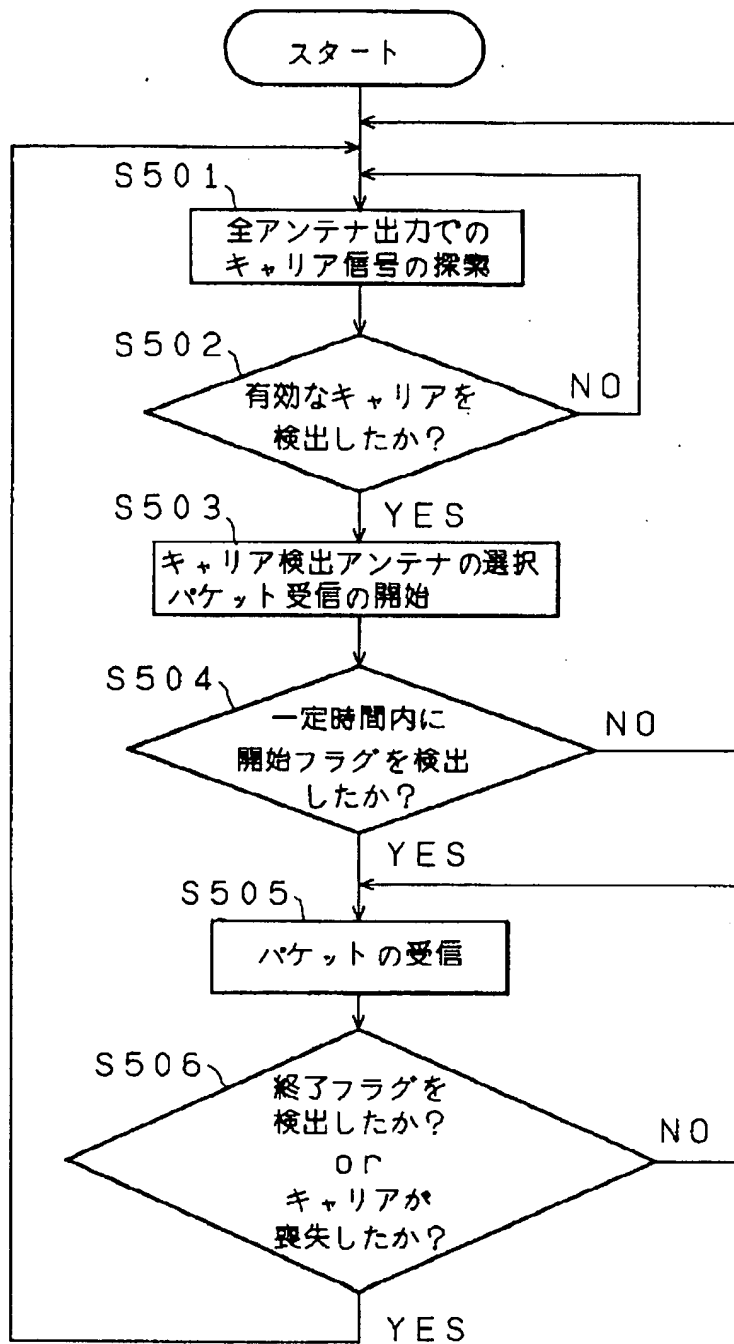 スタート
S501
全アンテナ出力での
キャリア信号の探索
S502
有効なキャリアを
検出したか?
NO
S503
YES
キャリア検出アンテナの選択
パケット受信の開始
S504
一定時間内に
開始フラグを検出
したか?
NO
YES
S505
パケットの受信
S506
終了フラグを
検出したか?
or
キャリアが
喪失したか?
NO
YES